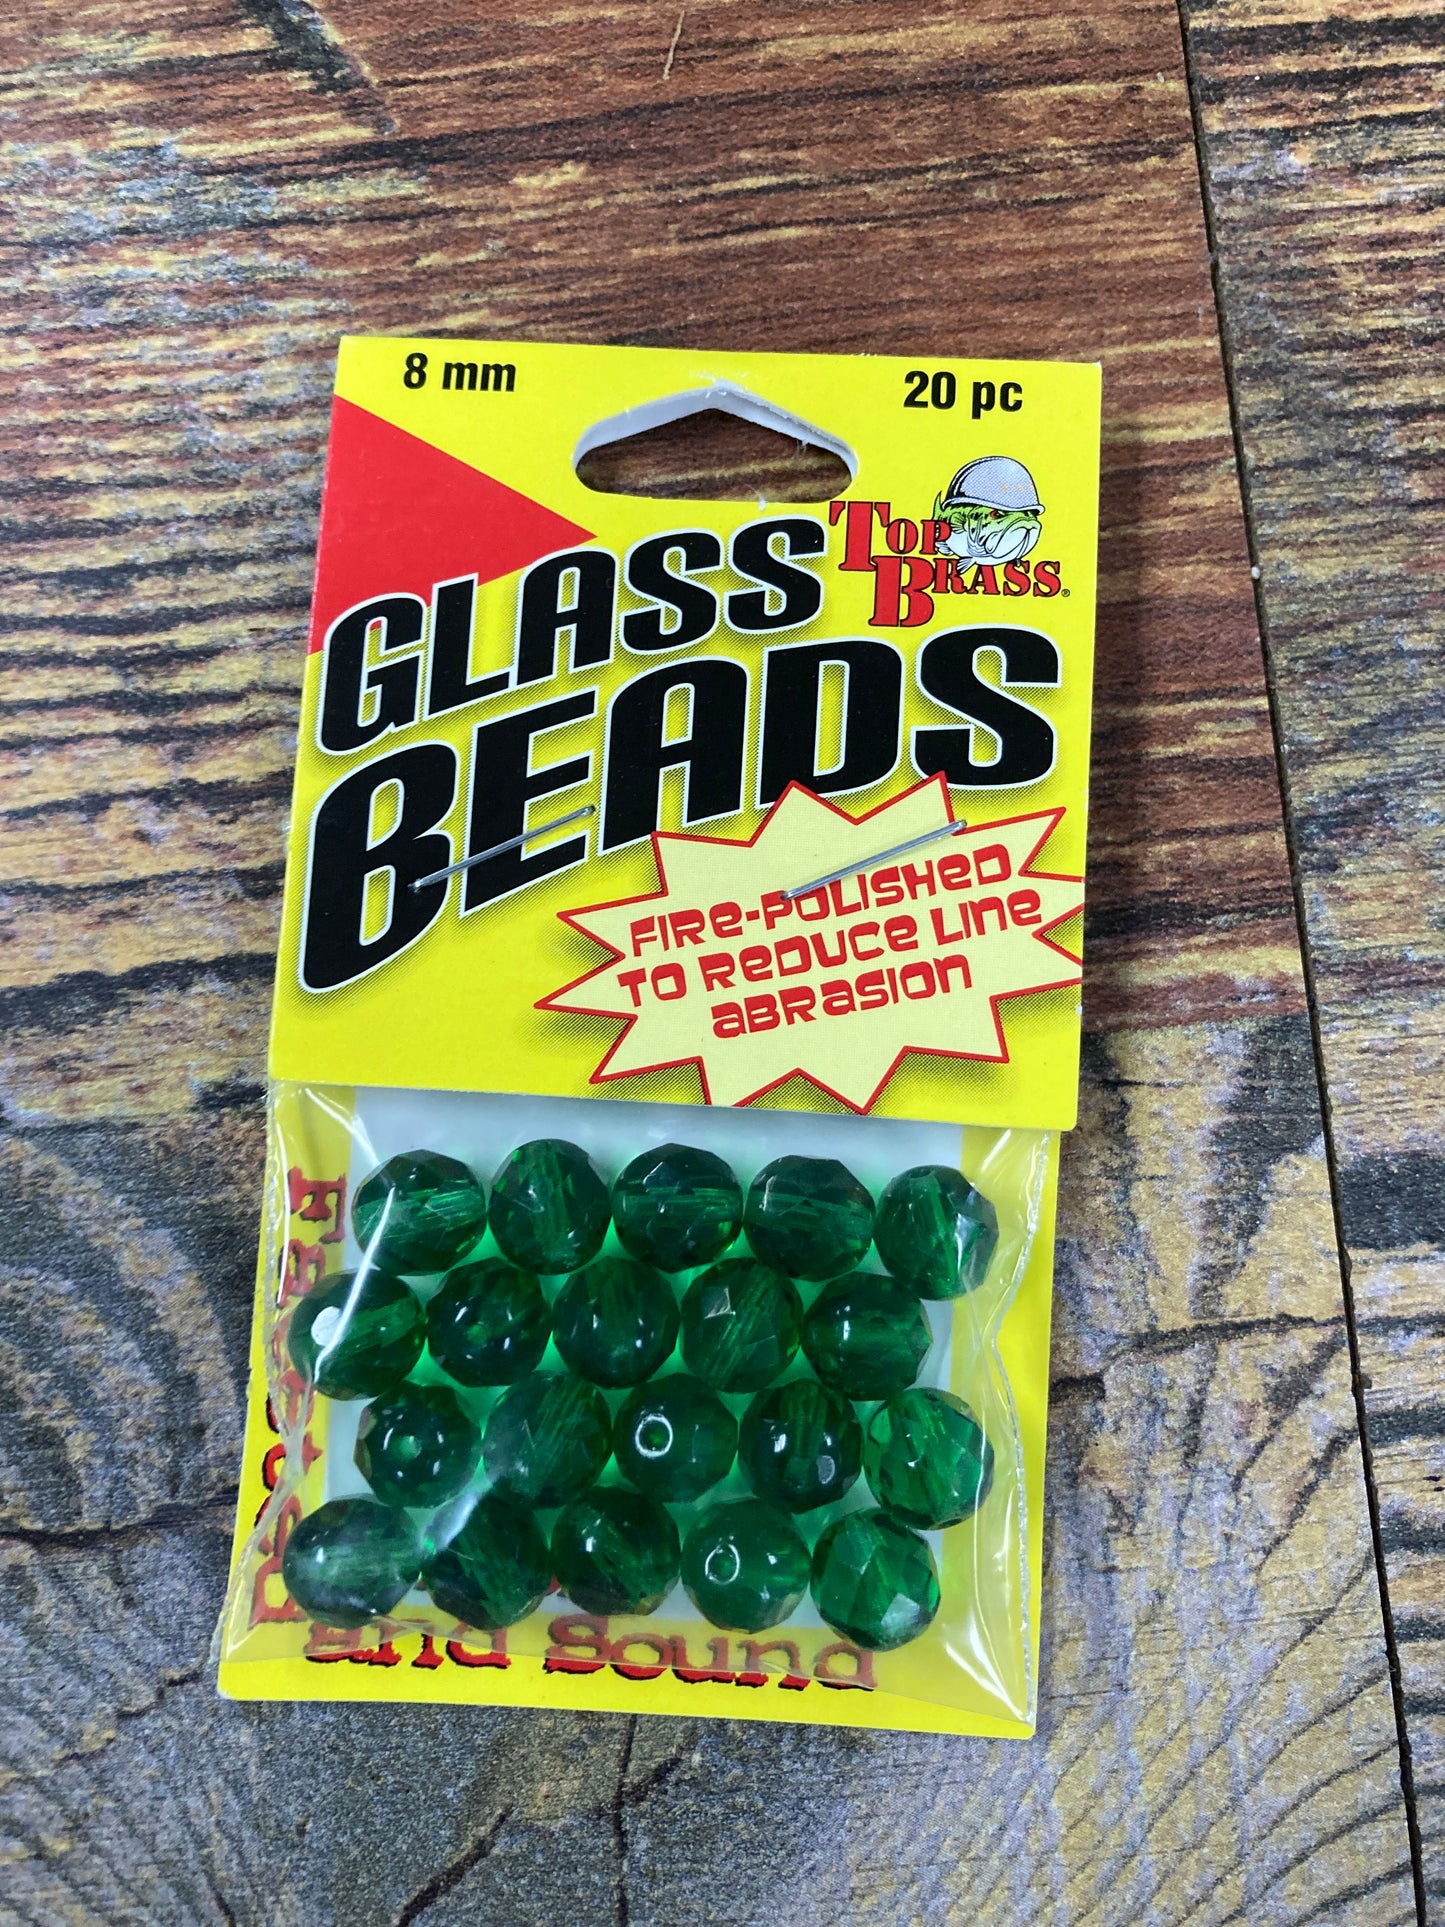 8 mm
20 pc
TOP
BRASS®
GLASS
BEADS
FIRE-POLISHED
TO REDUCE LINE
ABRASION
and Sound